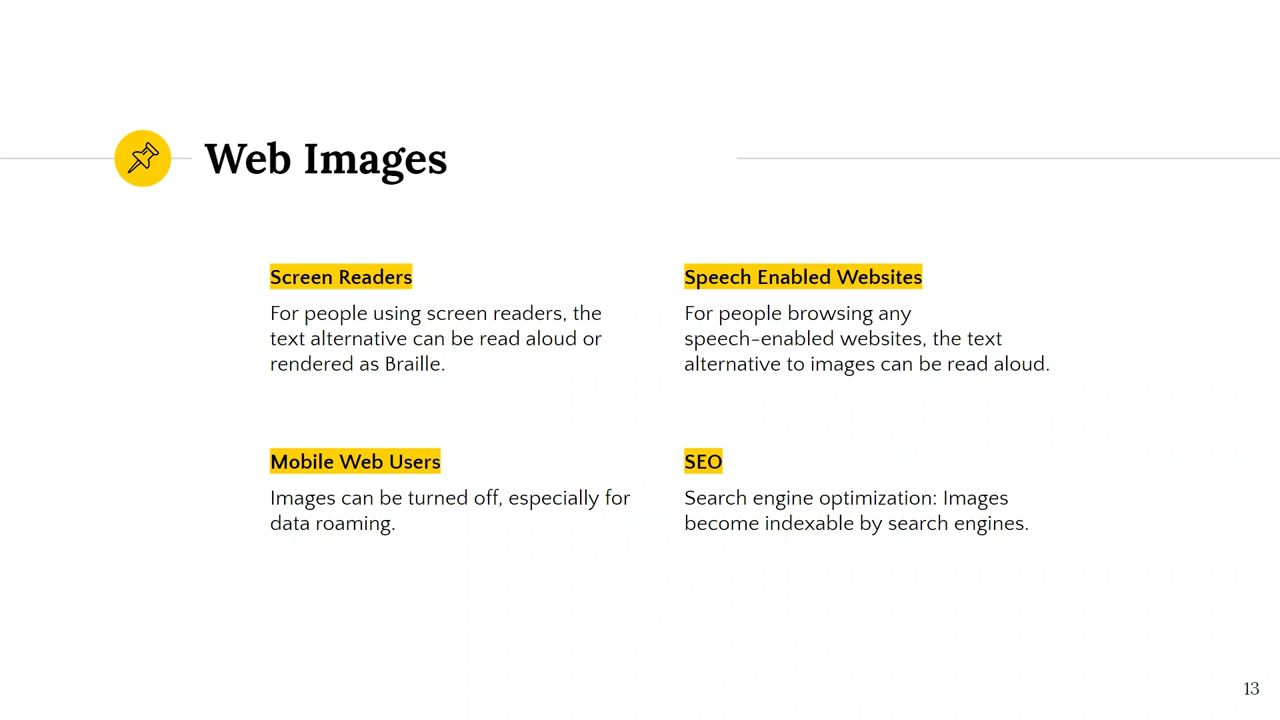 Web Images
Screen Readers
For people using screen readers, the
text alternative can be read aloud or
rendered as Braille.
Speech Enabled Websites
For people browsing any
speech-enabled websites, the text
alternative to images can be read aloud.
Mobile Web Users
Images can be turned off, especially for
data roaming.
SEO
Search engine optimization: Images
become indexable by search engines.
13